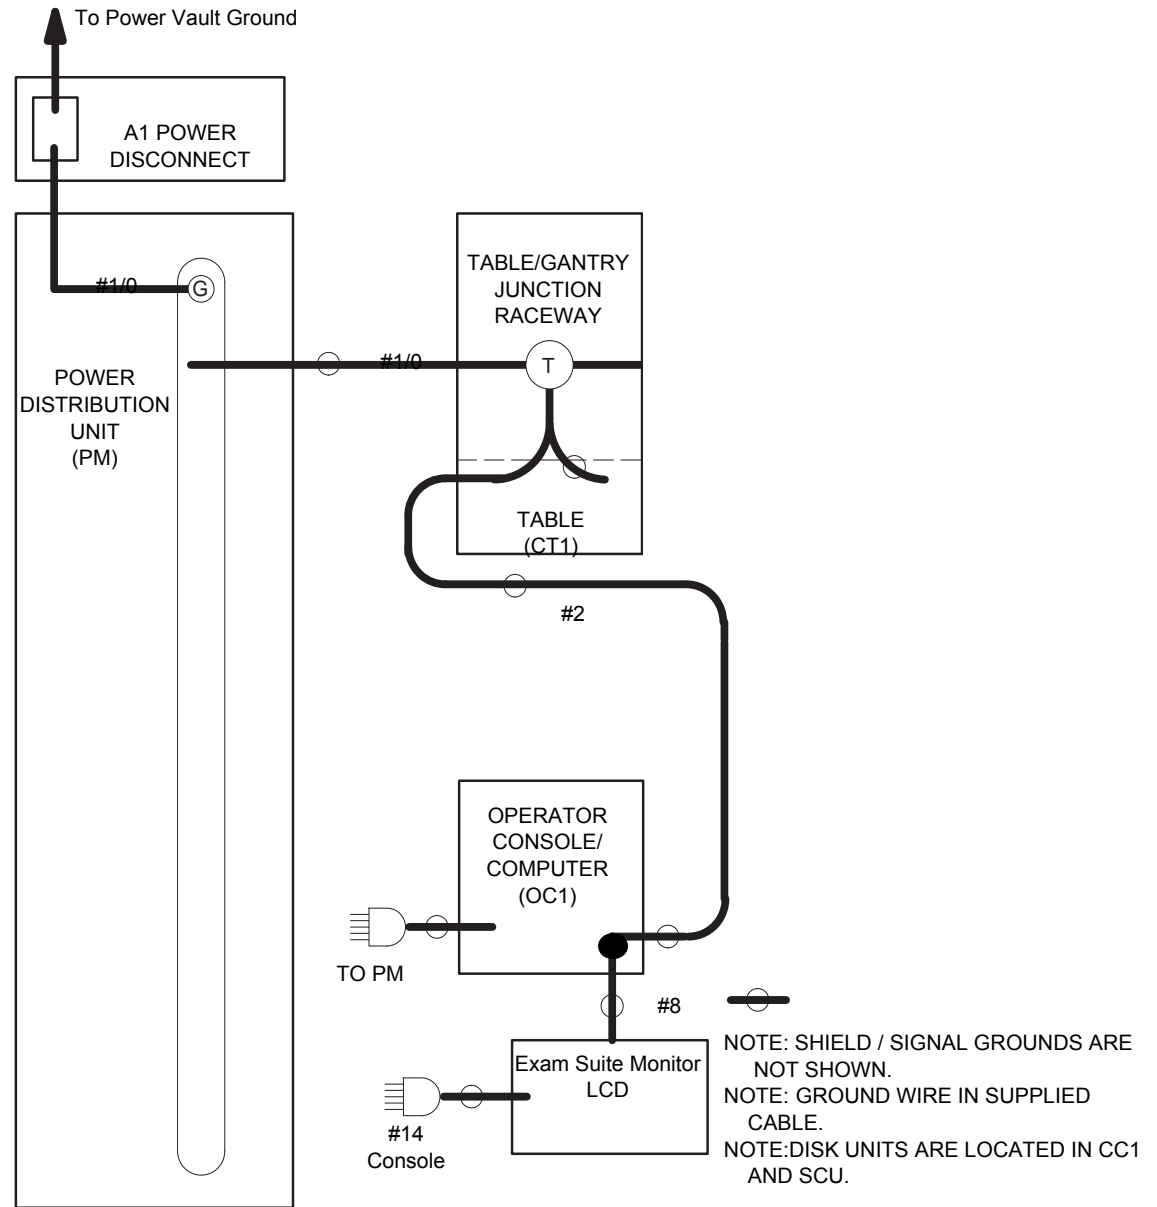 To Power Vault Ground
A1 POWER
DISCONNECT
#1/0
G
POWER
DISTRIBUTION
UNIT
(PM)
TABLE/GANTRY
JUNCTION
RACEWAY
#1/0
T
TABLE
(CT1)
#2
OPERATOR
CONSOLE/
COMPUTER
(OC1)
TO PM
#8
Exam Suite Monitor
LCD
#14
Console
NOTE: SHIELD / SIGNAL GROUNDS ARE
NOT SHOWN.
NOTE: GROUND WIRE IN SUPPLIED
CABLE.
NOTE:DISK UNITS ARE LOCATED IN CC1
AND SCU.